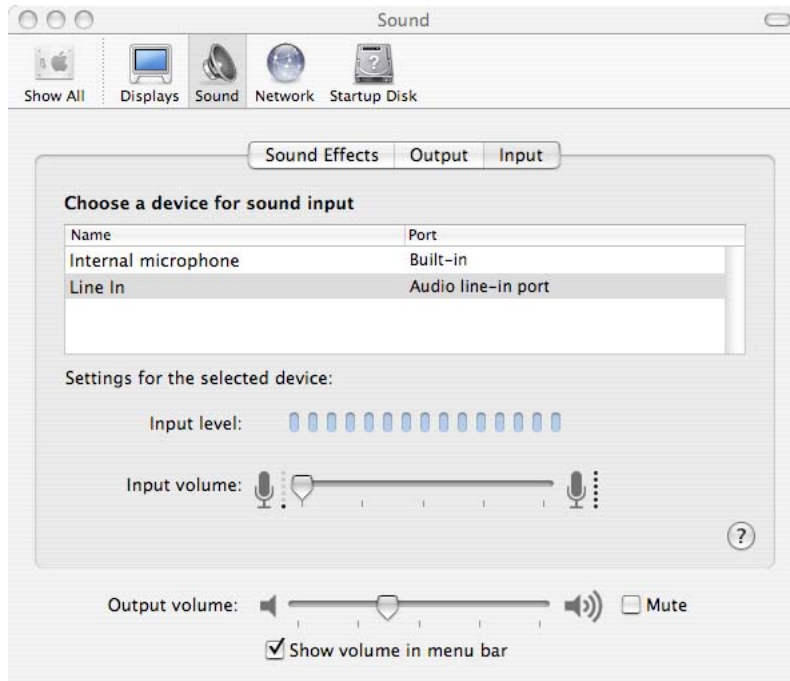 Sound
Show All Displays Sound Network Startup Disk
Sound Effects Output Input
Choose a device for sound input
Name Port
Internal microphone Built-in
Line In Audio line-in port
Settings for the selected device:
Input level:
Input volume:
?
Output volume: Mute
Show volume in menu bar